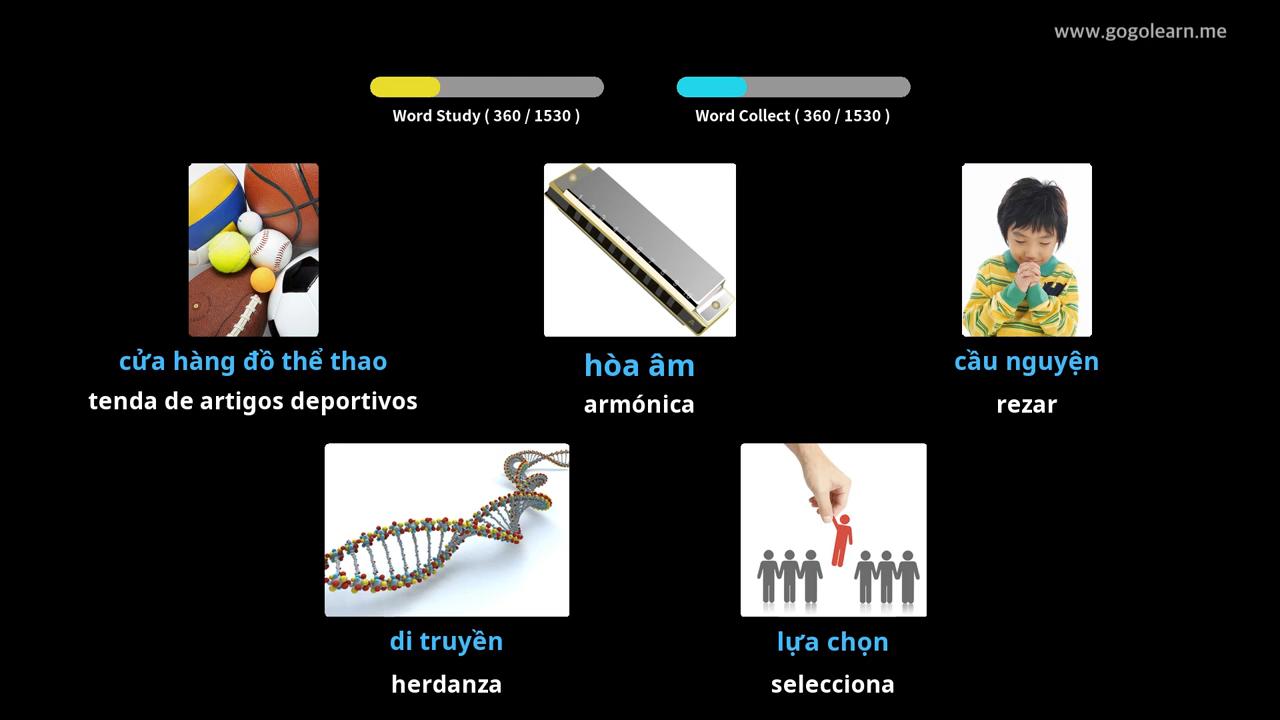 www.gogolearn.me
Word Study ( 360 / 1530 )
Word Collect ( 360 / 1530 )
cửa hàng đồ thể thao
tenda de artigos deportivos
hòa âm
armónica
cầu nguyện
rezar
di truyền
herdanza
lựa chọn
selecciona